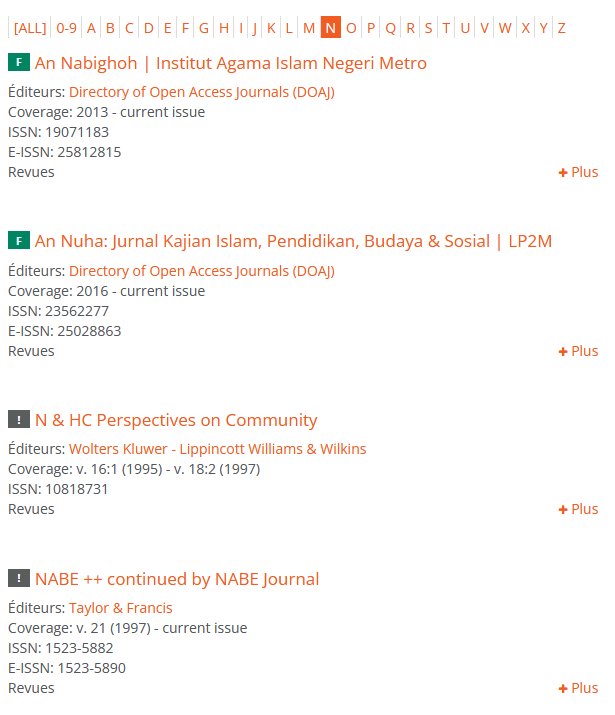 [ALL] 0-9 A B C D E F G H I J K L M N O P Q R S T U V W X Y Z
F An Nabighoh | Institut Agama Islam Negeri Metro
Éditeurs: Directory of Open Access Journals (DOAJ)
Coverage: 2013 - current issue
ISSN: 19071183
E-ISSN: 25812815
Revues + Plus
F An Nuha: Jurnal Kajian Islam, Pendidikan, Budaya & Sosial | LP2M
Éditeurs: Directory of Open Access Journals (DOAJ)
Coverage: 2016 - current issue
ISSN: 23562277
E-ISSN: 25028863
Revues + Plus
! N & HC Perspectives on Community
Éditeurs: Wolters Kluwer - Lippincott Williams & Wilkins
Coverage: v. 16:1 (1995) - v. 18:2 (1997)
ISSN: 10818731
Revues + Plus
! NABE ++ continued by NABE Journal
Éditeurs: Taylor & Francis
Coverage: v. 21 (1997) - current issue
ISSN: 1523-5882
E-ISSN: 1523-5890
Revues + Plus